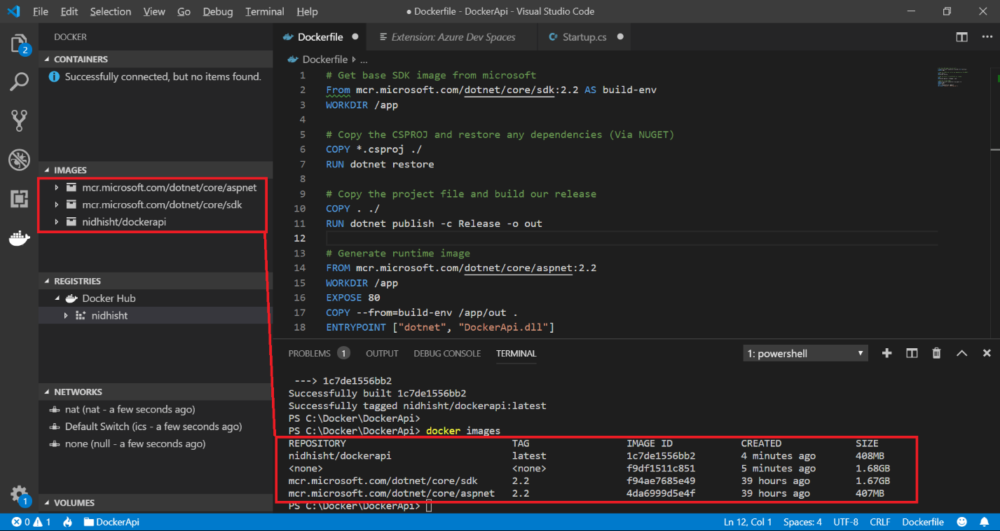 File Edit Selection View Go Debug Terminal Help
● Dockerfile - DockerApi - Visual Studio Code
2
DOCKER
CONTAINERS
Successfully connected, but no items found.
IMAGES
mcr.microsoft.com/dotnet/core/aspnet
mcr.microsoft.com/dotnet/core/sdk
nidhisht/dockerapi
REGISTRIES
Docker Hub
nidhisht
NETWORKS
nat (nat - a few seconds ago)
Default Switch (ics - a few seconds ago)
none (null - a few seconds ago)
VOLUMES
1
Dockerfile ● Extension: Azure Dev Spaces Startup.cs ●
Dockerfile ...
1 # Get base SDK image from microsoft
2 From mcr.microsoft.com/dotnet/core/sdk:2.2 AS build-env
3 WORKDIR /app
4
5 # Copy the CSPROJ and restore any dependencies (Via NUGET)
6 COPY *.csproj ./
7 RUN dotnet restore
8
9 # Copy the project file and build our release
10 COPY . ./
11 RUN dotnet publish -c Release -o out
12
13 # Generate runtime image
14 FROM mcr.microsoft.com/dotnet/core/aspnet:2.2
15 WORKDIR /app
16 EXPOSE 80
17 COPY --from=build-env /app/out .
18 ENTRYPOINT ["dotnet", "DockerApi.dll"]
PROBLEMS 1 OUTPUT DEBUG CONSOLE TERMINAL 1: powershell
---> 1c7de1556bb2
Successfully built 1c7de1556bb2
Successfully tagged nidhisht/dockerapi:latest
PS C:\Docker\DockerApi>
PS C:\Docker\DockerApi> docker images
REPOSITORY TAG IMAGE ID CREATED SIZE
nidhisht/dockerapi latest 1c7de1556bb2 4 minutes ago 408MB
<none> <none> f9df1511c851 5 minutes ago 1.68GB
mcr.microsoft.com/dotnet/core/sdk 2.2 f94ae7685e49 39 hours ago 1.67GB
mcr.microsoft.com/dotnet/core/aspnet 2.2 4da6999d5e4f 39 hours ago 407MB
PS C:\Docker\DockerApi>
0 1 DockerApi Ln 12, Col 1 Spaces: 4 UTF-8 CRLF Dockerfile